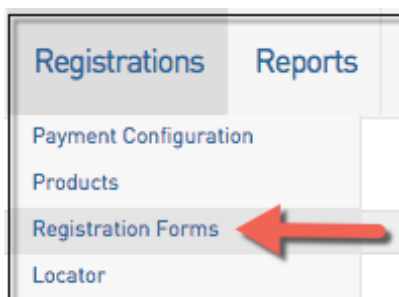 Registrations Reports
Payment Configuration
Products
Registration Forms
Locator